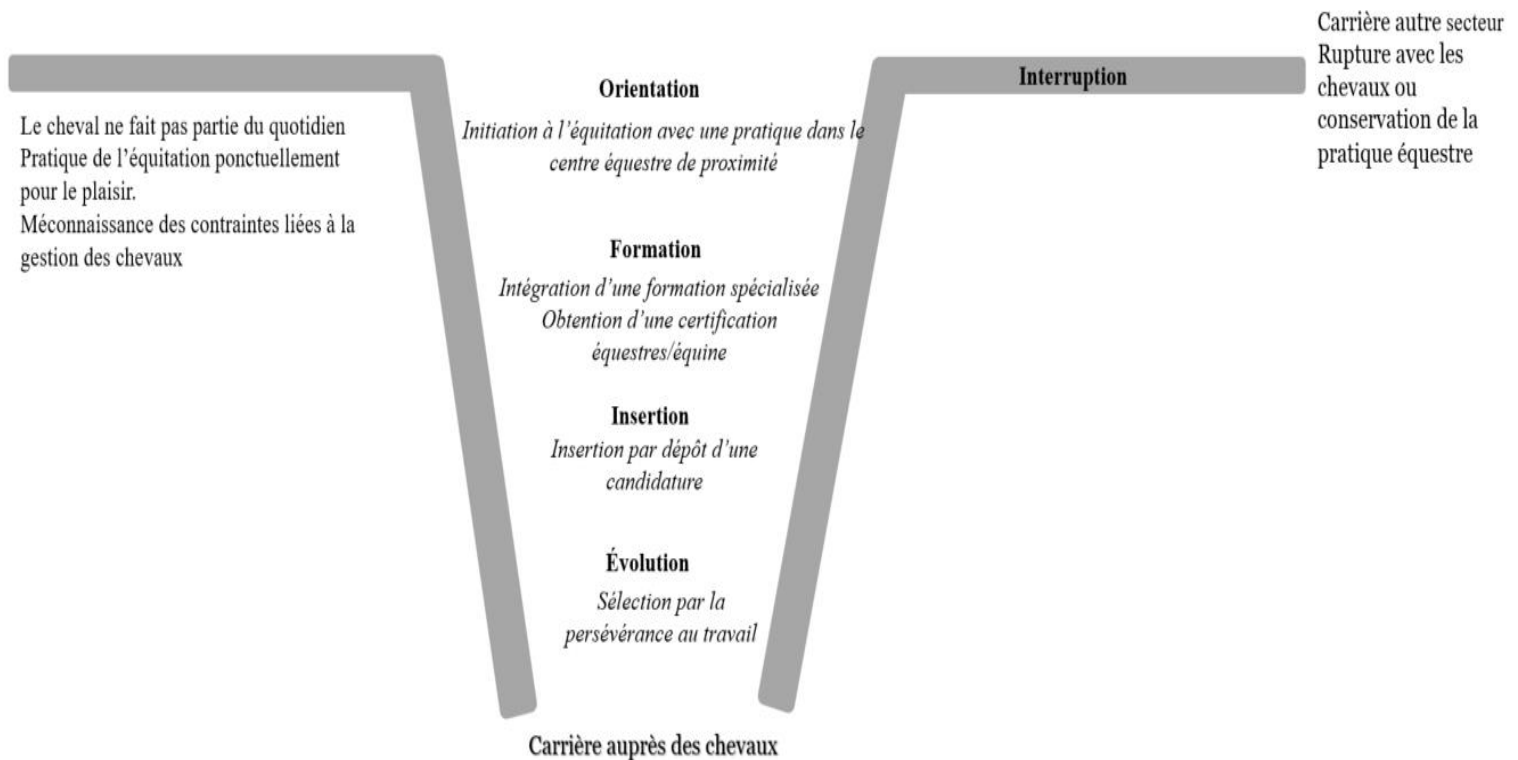 Le cheval ne fait pas partie du quotidien
Pratique de l'équitation ponctuellement
pour le plaisir.
Méconnaissance des contraintes liées à la
gestion des chevaux
Orientation
Initiation à l'équitation avec une pratique dans le
centre équestre de proximité
Formation
Intégration d'une formation spécialisée
Obtention d'une certification
équestres/équine
Insertion
Insertion par dépôt d'une
candidature
Évolution
Sélection par la
persévérance au travail
Carrière auprès des chevaux
Interruption
Carrière autre secteur
Rupture avec les
chevaux ou
conservation de la
pratique équestre